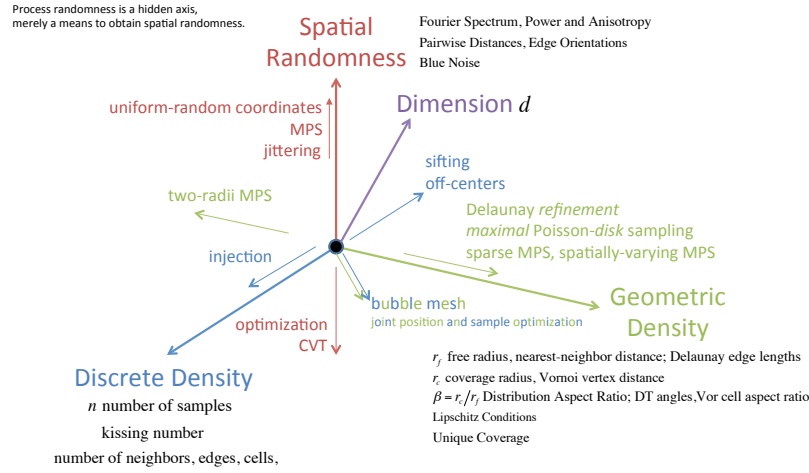 Process randomness is a hidden axis,
merely a means to obtain spatial randomness.
Spatial
Randomness
Fourier Spectrum, Power and Anisotropy
Pairwise Distances, Edge Orientations
Blue Noise
uniform-random coordinates
MPS
jittering
Dimension d
sifting
off-centers
two-radii MPS
Delaunay refinement
maximal Poisson-disk sampling
sparse MPS, spatially-varying MPS
injection
bubble mesh
joint position and sample optimization
Geometric
Density
optimization
CVT
Discrete Density
n number of samples
kissing number
number of neighbors, edges, cells,
r_f free radius, nearest-neighbor distance; Delaunay edge lengths
r_c coverage radius, Vornoi vertex distance
β = r_c/r_f Distribution Aspect Ratio; DT angles,Vor cell aspect ratio
Lipschitz Conditions
Unique Coverage